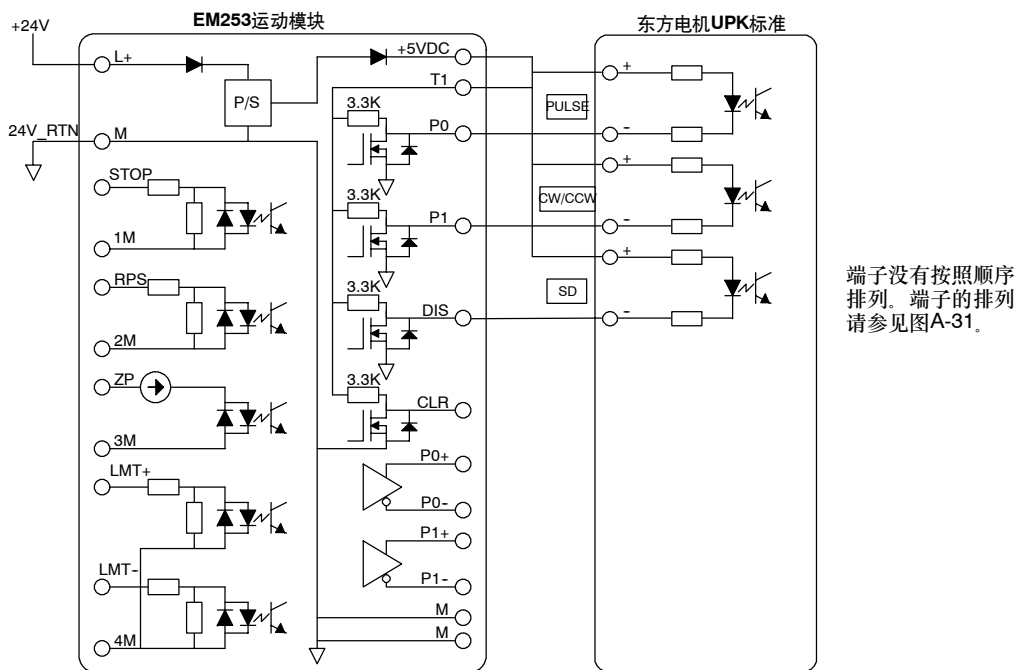 EM253运动模块
东方电机UPK标准
+24V
L+
P/S
+5VDC
T1
3.3K
P0
24V_RTN
M
STOP
1M
3.3K
P1
RPS
2M
3.3K
DIS
ZP
3M
3.3K
CLR
LMT+
P0+
P0-
P1+
P1-
LMT-
4M
M
M
+
PULSE
-
+
CW/CCW
-
+
SD
-
端子没有按照顺序
排列。端子的排列
请参见图A-31。